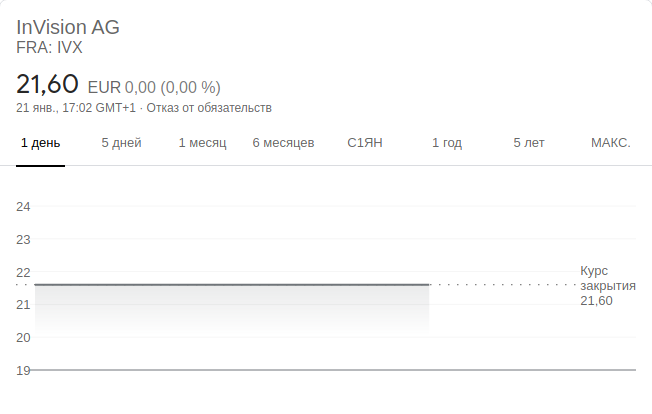 InVision AG
FRA: IVX
21,60 EUR 0,00 (0,00 %)
21 янв., 17:02 GMT+1 · Отказ от обязательств
1 день 5 дней 1 месяц 6 месяцев С1ЯН 1 год 5 лет МАКС.
24
23
22
Курс
закрытия
21,60
21
20
19